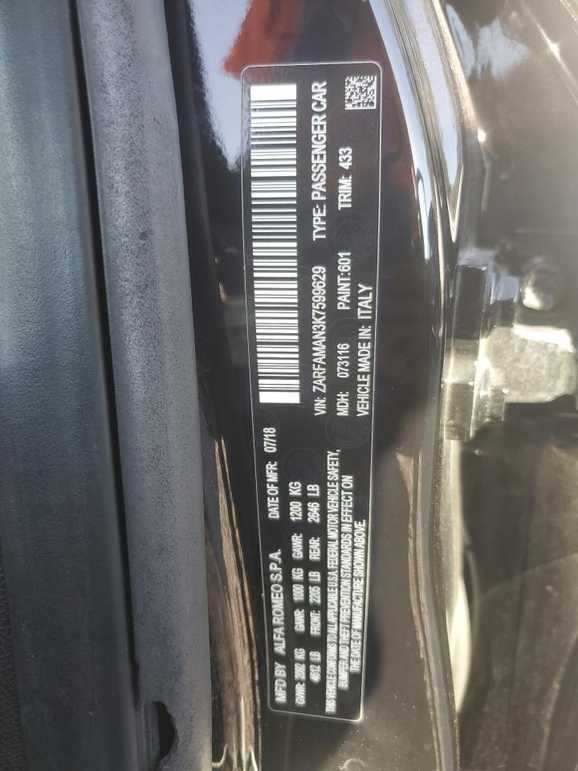 MFD BY ALFA ROMEO S.P.A. DATE OF MFR: 07/18
GVWR: 2002 KG GAWR: 1000 KG GAWR: 1200 KG
FRONT: 2205 LB REAR: 2646 LB
THIS VEHICLE CONFORMS TO ALL APPLICABLE U.S.A. FEDERAL MOTOR VEHICLE SAFETY,
BUMPER AND THEFT PREVENTION STANDARDS IN EFFECT ON
THE DATE OF MANUFACTURE SHOWN ABOVE.
VIN: ZARFAMAN3K7599629 TYPE: PASSENGER CAR
MDH: 073116 PAINT:601 TRIM: 433
VEHICLE MADE IN: ITALY